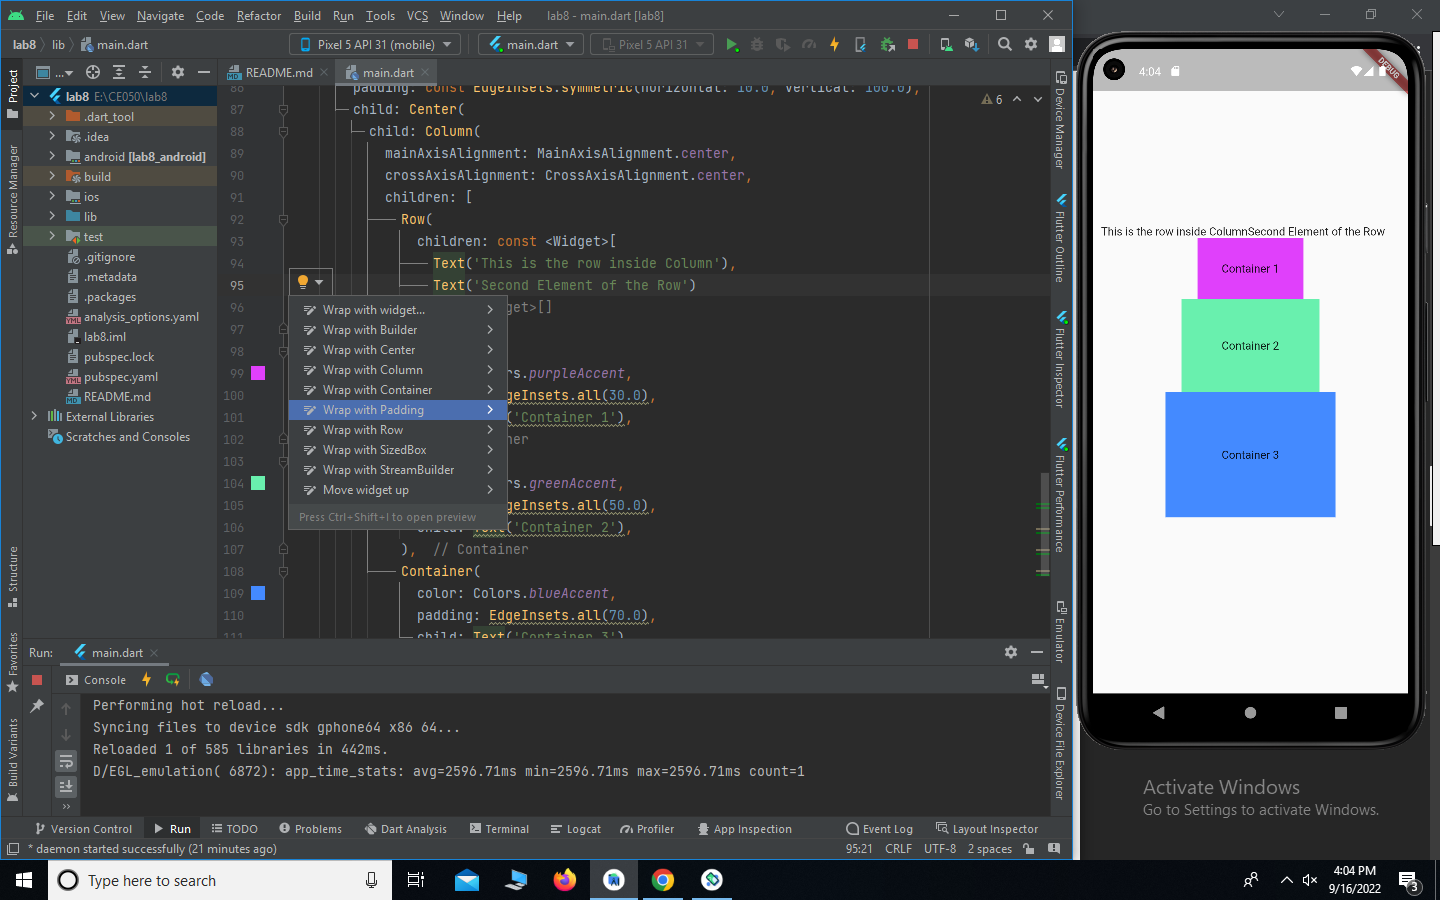 File Edit View Navigate Code Refactor Build Run Tools VCS Window Help lab8 - main.dart [lab8]
lab8 lib main.dart Pixel 5 API 31 (mobile) main.dart Pixel 5 API 31
Project
Resource Manager
Structure
Favorites
Build Variants
...
README.md
main.dart
lab8 E:\CE050\lab8
.dart_tool
.idea
android [lab8_android]
build
ios
lib
test
.gitignore
.metadata
.packages
analysis_options.yaml
lab8.iml
pubspec.lock
pubspec.yaml
README.md
External Libraries
Scratches and Consoles
6
86 padding: const EdgeInsets.symmetric(horizontal: 10.0, vertical: 100.0),
87 child: Center(
88 child: Column(
89 mainAxisAlignment: MainAxisAlignment.center,
90 crossAxisAlignment: CrossAxisAlignment.center,
91 children: [
92 Row(
93 children: const <Widget>[
94 Text('This is the row inside Column'),
95 Text('Second Element of the Row')
96 get>[]
97
98
99 rs.purpleAccent,
100 dgeInsets.all(30.0),
101 ('Container 1'),
102 ner
103
104 rs.greenAccent,
105 dgeInsets.all(50.0),
106 child: Text('Container 2'),
107 ), // Container
108 Container(
109 color: Colors.blueAccent,
110 padding: EdgeInsets.all(70.0),
111 child: Text('Container 3')
Wrap with widget...
Wrap with Builder
Wrap with Center
Wrap with Column
Wrap with Container
Wrap with Padding
Wrap with Row
Wrap with SizedBox
Wrap with StreamBuilder
Move widget up
Press Ctrl+Shift+I to open preview
Device Manager
Flutter Outline
Flutter Inspector
Flutter Performance
Emulator
Device File Explorer
Run: main.dart
Console
Performing hot reload...
Syncing files to device sdk gphone64 x86 64...
Reloaded 1 of 585 libraries in 442ms.
D/EGL_emulation( 6872): app_time_stats: avg=2596.71ms min=2596.71ms max=2596.71ms count=1
Version Control Run TODO Problems Dart Analysis Terminal Logcat Profiler App Inspection Event Log Layout Inspector
* daemon started successfully (21 minutes ago) 95:21 CRLF UTF-8 2 spaces
4:04
DEBUG
This is the row inside ColumnSecond Element of the Row
Container 1
Container 2
Container 3
Activate Windows
Go to Settings to activate Windows.
Type here to search
4:04 PM
9/16/2022
3